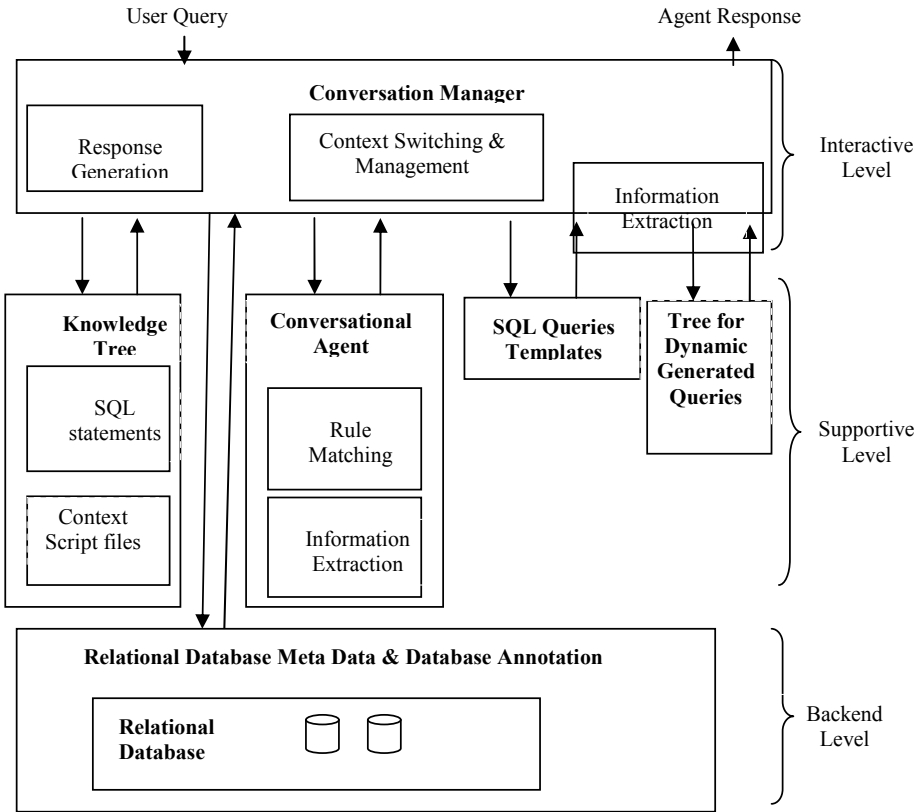 User Query
Agent Response
Conversation Manager
Response
Generation
Context Switching &
Management
Information
Extraction
Interactive
Level
Knowledge
Tree
SQL
statements
Context
Script files
Conversational
Agent
Rule
Matching
Information
Extraction
SQL Queries
Templates
Tree for
Dynamic
Generated
Queries
Supportive
Level
Relational Database Meta Data & Database Annotation
Relational
Database
Backend
Level